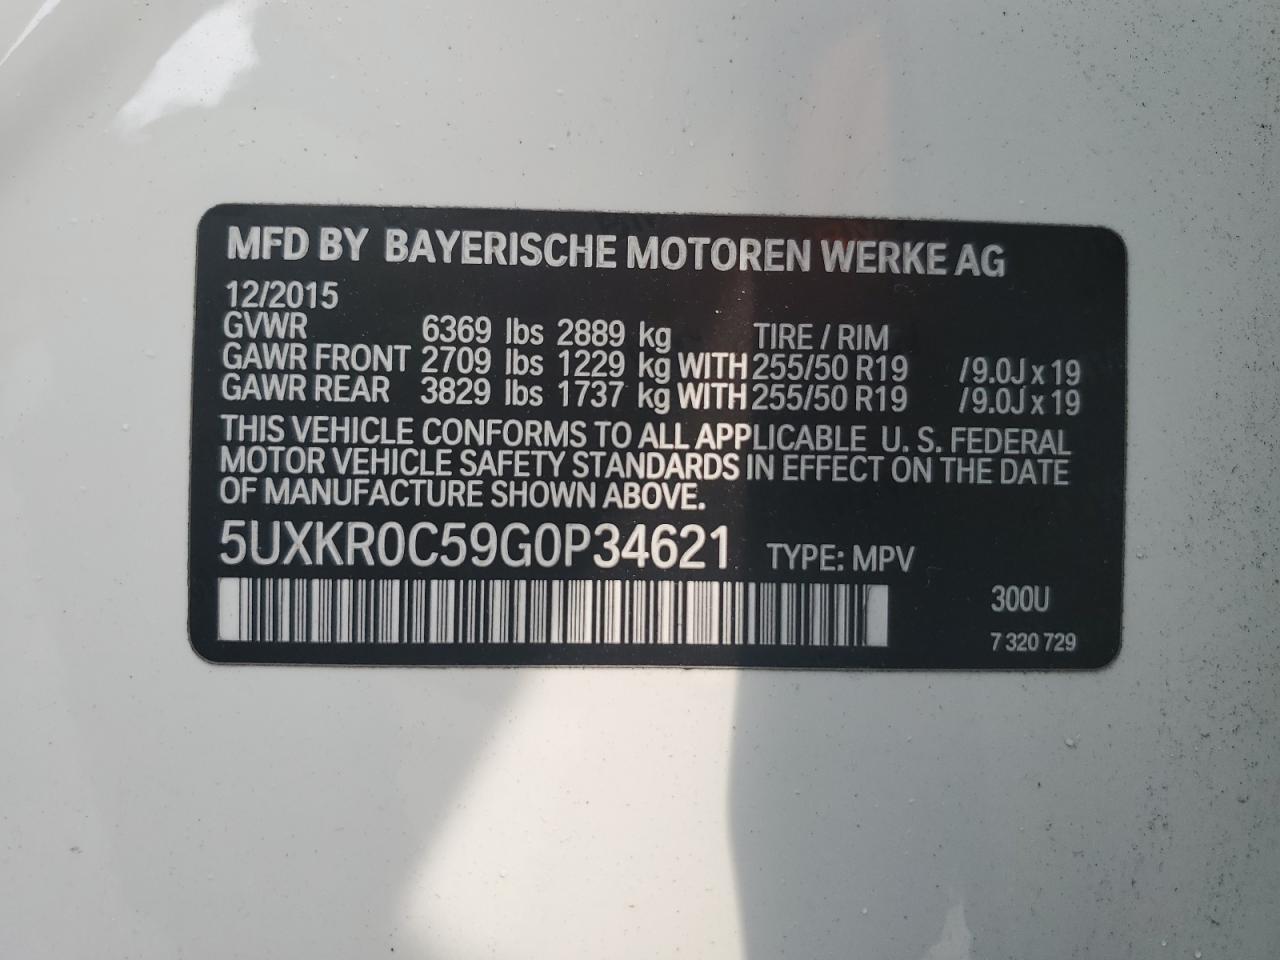 MFD BY BAYERISCHE MOTOREN WERKE AG
12/2015
GVWR 6369 lbs 2889 kg TIRE / RIM
GAWR FRONT 2709 lbs 1229 kg WITH 255/50 R19 /9.0J x 19
GAWR REAR 3829 lbs 1737 kg WITH 255/50 R19 /9.0J x 19
THIS VEHICLE CONFORMS TO ALL APPLICABLE U. S. FEDERAL
MOTOR VEHICLE SAFETY STANDARDS IN EFFECT ON THE DATE
OF MANUFACTURE SHOWN ABOVE.
5UXKR0C59G0P34621 TYPE: MPV
300U
7 320 729